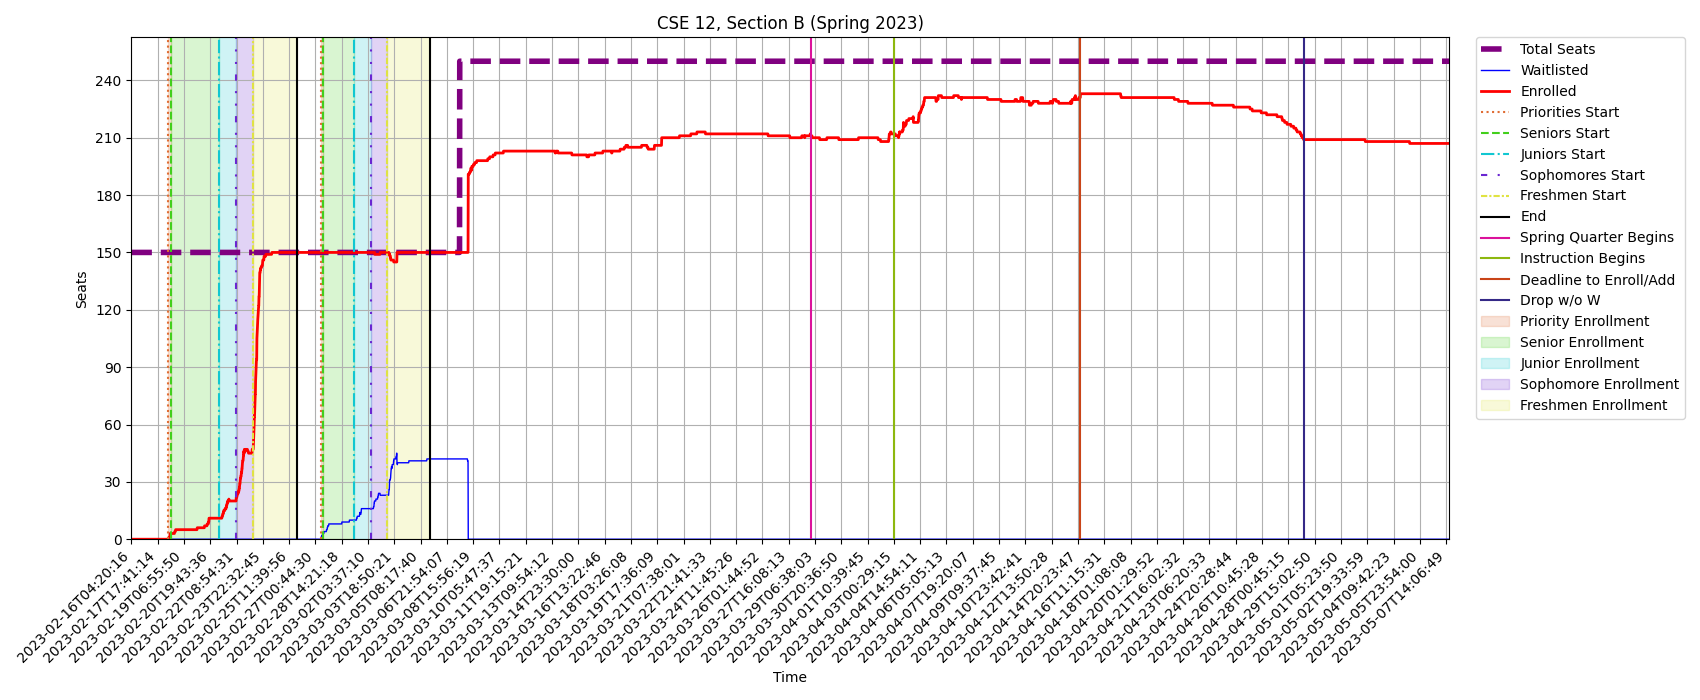 CSE 12, Section B (Spring 2023)
Seats
240
210
180
150
120
90
60
30
0
2023-02-16T04:20:16
2023-02-17T17:41:14
2023-02-19T06:55:50
2023-02-20T19:43:36
2023-02-22T08:54:31
2023-02-23T22:32:45
2023-02-25T11:39:56
2023-02-27T00:44:30
2023-02-28T14:21:18
2023-03-02T03:37:10
2023-03-03T18:50:21
2023-03-05T08:17:40
2023-03-06T21:54:07
2023-03-08T15:56:19
2023-03-10T05:47:37
2023-03-11T19:15:21
2023-03-13T09:54:12
2023-03-14T23:30:00
2023-03-16T13:22:46
2023-03-18T03:26:08
2023-03-19T17:36:09
2023-03-21T07:38:01
2023-03-22T21:41:33
2023-03-24T11:45:26
2023-03-26T01:44:52
2023-03-27T16:08:13
2023-03-29T06:38:03
2023-03-30T20:36:50
2023-04-01T10:39:45
2023-04-03T00:29:15
2023-04-04T14:54:11
2023-04-06T05:05:13
2023-04-07T19:20:07
2023-04-09T09:37:45
2023-04-10T23:42:41
2023-04-12T13:50:28
2023-04-14T20:23:47
2023-04-16T11:15:31
2023-04-18T01:08:08
2023-04-20T01:29:52
2023-04-21T16:02:32
2023-04-23T06:20:33
2023-04-24T20:28:44
2023-04-26T10:45:28
2023-04-28T00:45:15
2023-04-29T15:02:50
2023-05-01T05:23:50
2023-05-02T19:33:59
2023-05-04T09:42:23
2023-05-05T23:54:00
2023-05-07T14:06:49
Time
Total Seats
Waitlisted
Enrolled
Priorities Start
Seniors Start
Juniors Start
Sophomores Start
Freshmen Start
End
Spring Quarter Begins
Instruction Begins
Deadline to Enroll/Add
Drop w/o W
Priority Enrollment
Senior Enrollment
Junior Enrollment
Sophomore Enrollment
Freshmen Enrollment